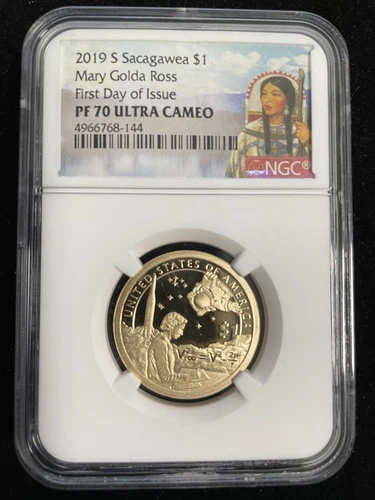 2019 S Sacagawea $1
Mary Golda Ross
First Day of Issue
PF 70 ULTRA CAMEO
4966768-144
NGC®
UNITED STATES OF AMERICA
$1